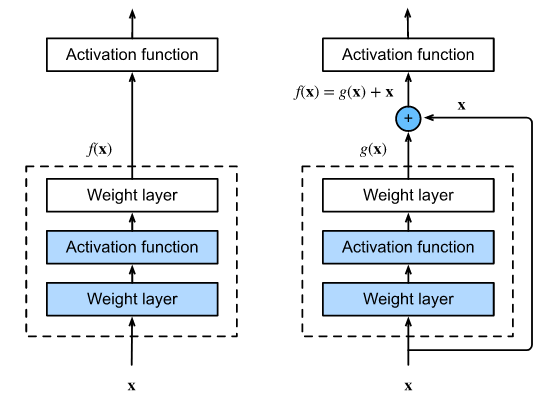 Activation function
f(x)
Weight layer
Activation function
Weight layer
x
Activation function
f(x) = g(x) + x
x
+
g(x)
Weight layer
Activation function
Weight layer
x